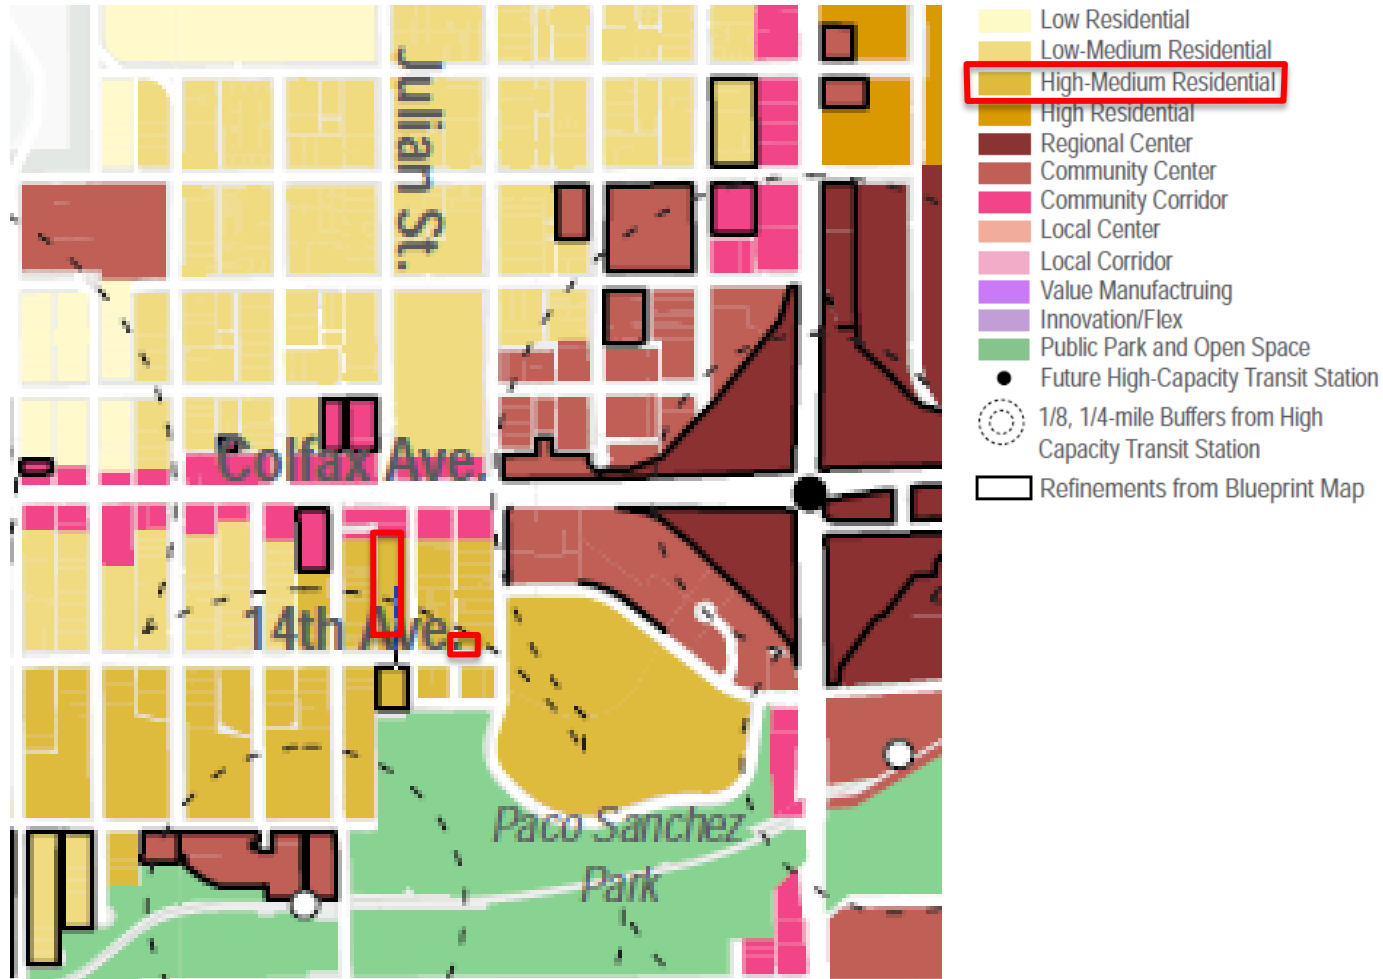 Julian St.
Colfax Ave.
14th Ave.
Paco Sanchez
Park
Low Residential
Low-Medium Residential
High-Medium Residential
High Residential
Regional Center
Community Center
Community Corridor
Local Center
Local Corridor
Value Manufactruing
Innovation/Flex
Public Park and Open Space
Future High-Capacity Transit Station
1/8, 1/4-mile Buffers from High
Capacity Transit Station
Refinements from Blueprint Map